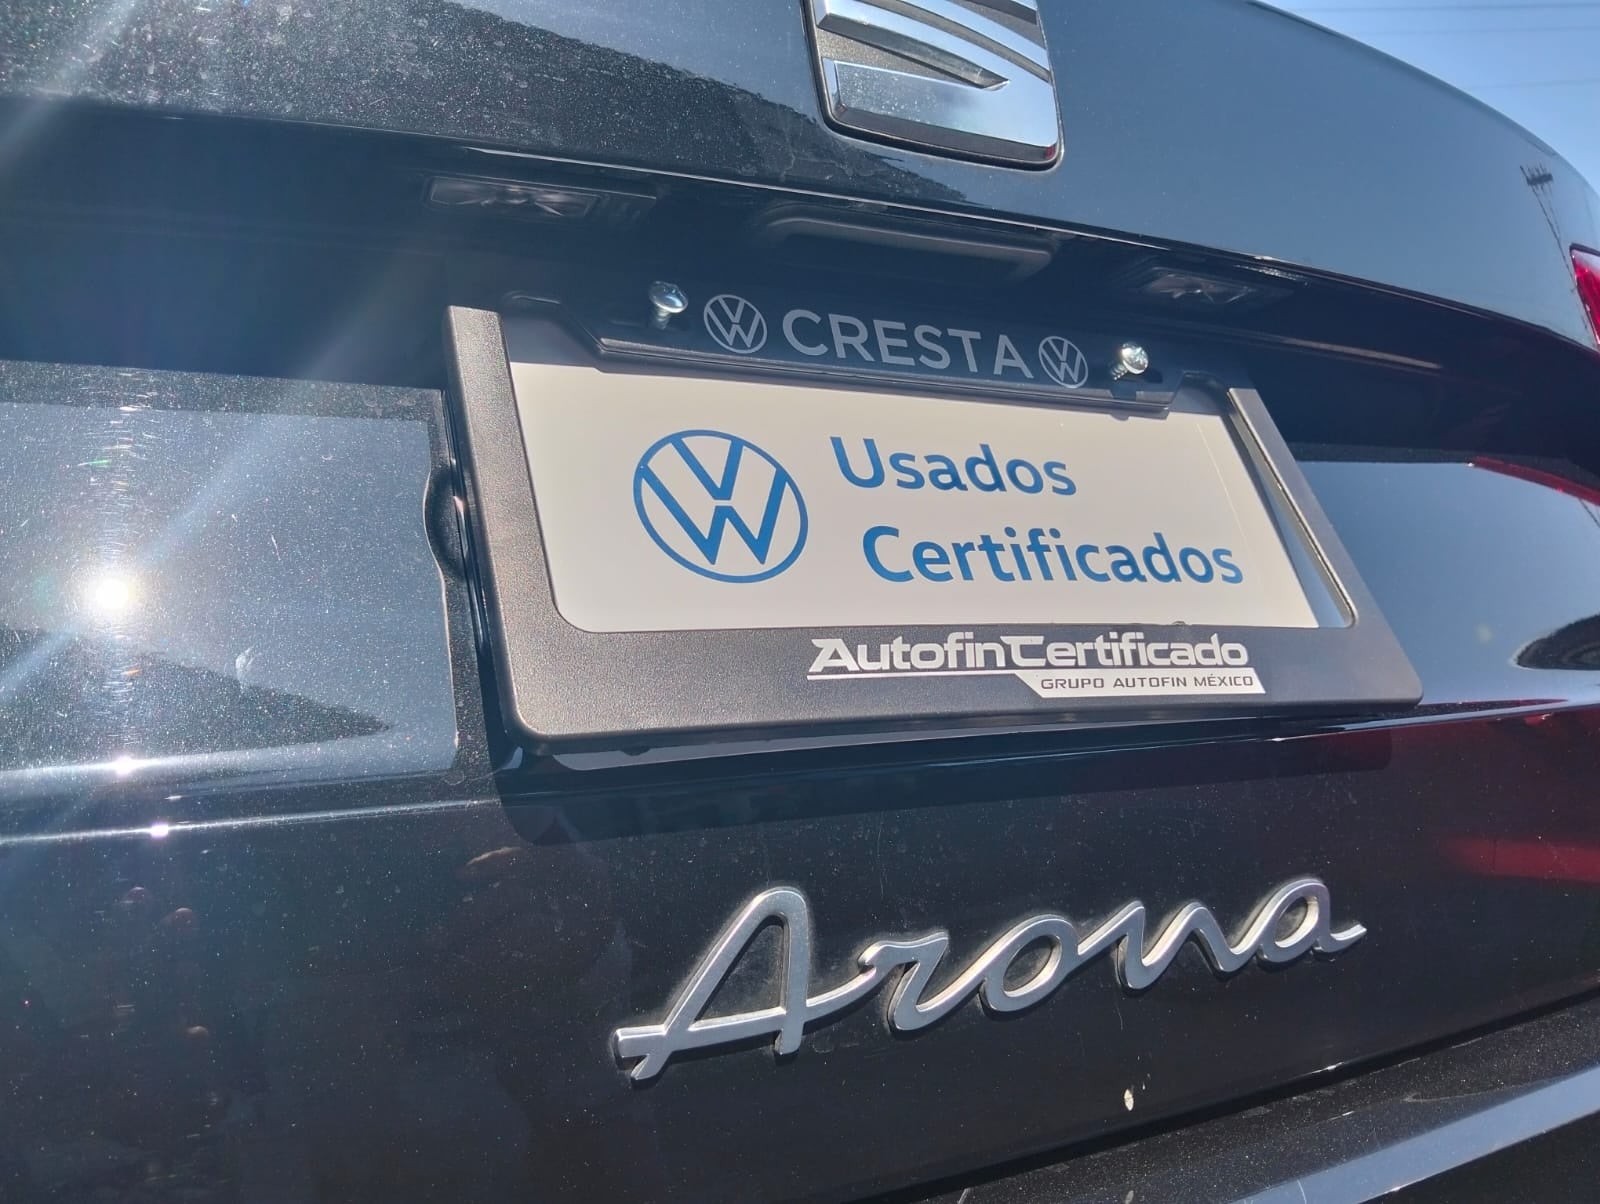 CRESTA
Usados
Certificados
AutofinCertificado
GRUPO AUTOFIN MÉXICO
Arona